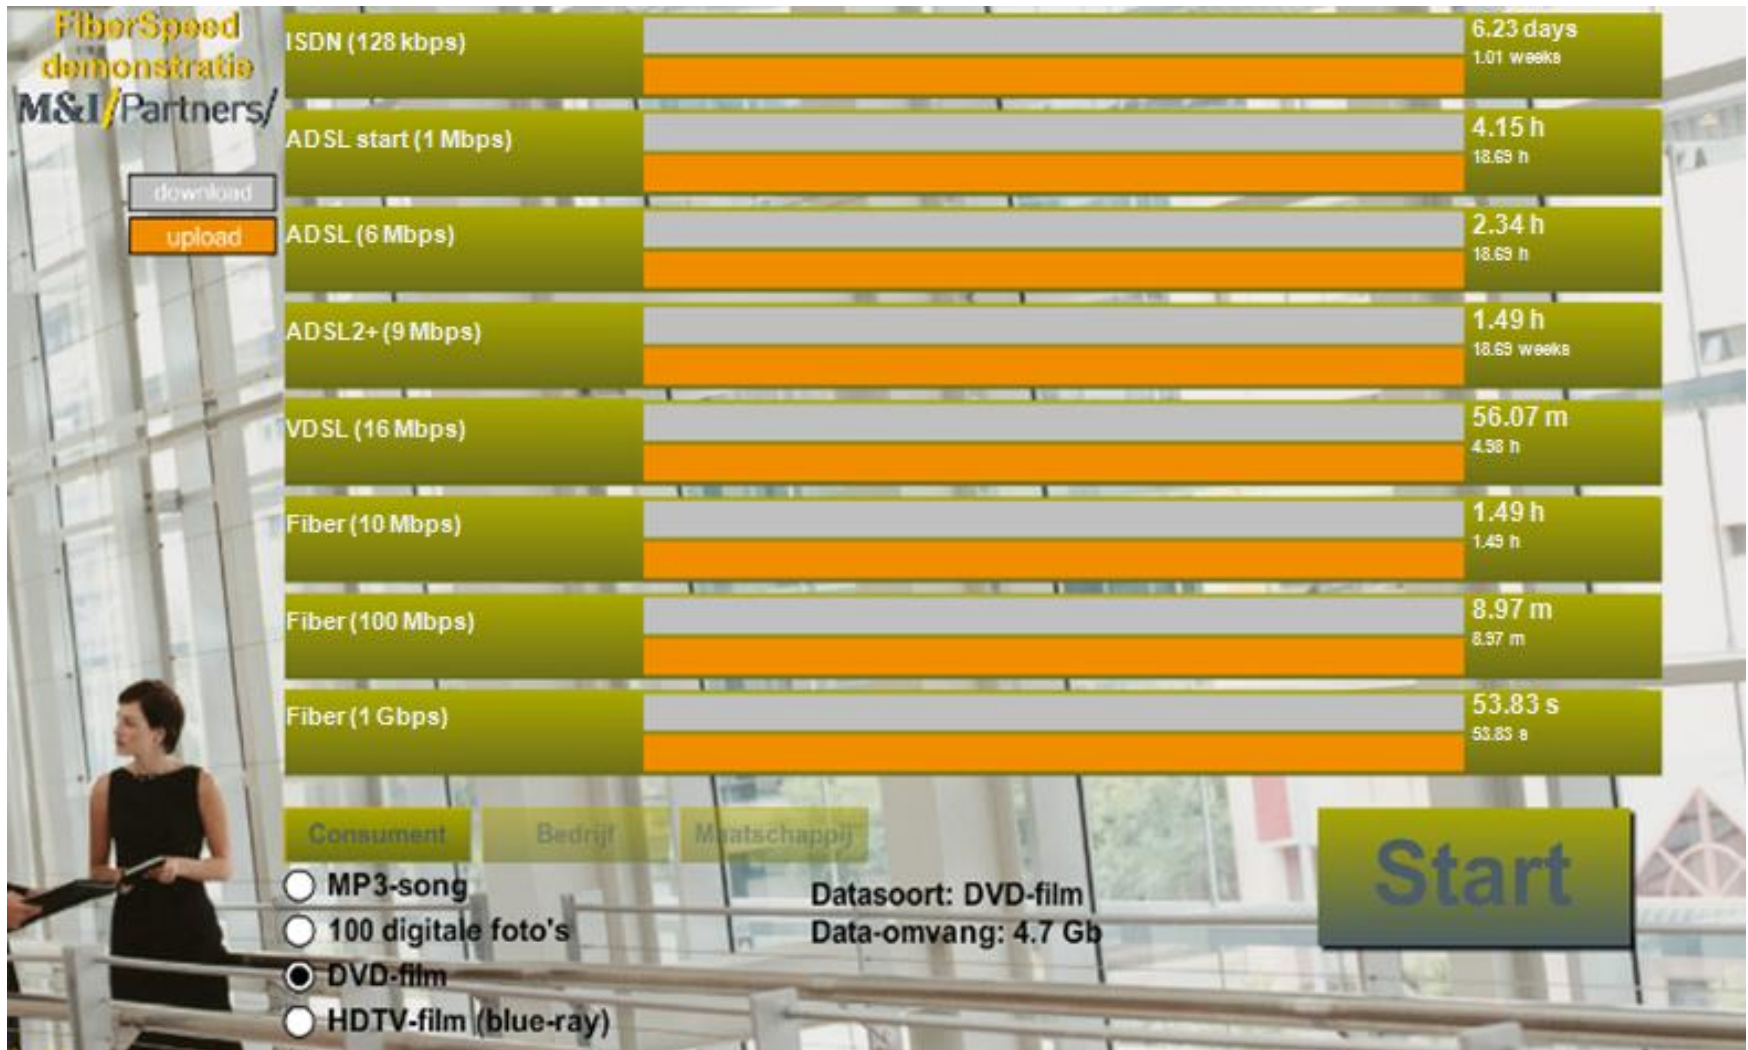 FiberSpeed
demonstratie
M&I/Partners/
download
upload
ISDN (128 kbps)
6.23 days
1.01 weeks
ADSL start (1 Mbps)
4.15 h
18.69 h
ADSL (6 Mbps)
2.34 h
18.69 h
ADSL2+ (9 Mbps)
1.49 h
18.69 weeks
VDSL (16 Mbps)
56.07 m
4.98 h
Fiber (10 Mbps)
1.49 h
1.49 h
Fiber (100 Mbps)
8.97 m
8.97 m
Fiber (1 Gbps)
53.83 s
53.83 s
Consument
Bedrijf
Maatschappij
MP3-song
100 digitale foto's
DVD-film
HDTV-film (blue-ray)
Datasoort: DVD-film
Data-omvang: 4.7 Gb
Start